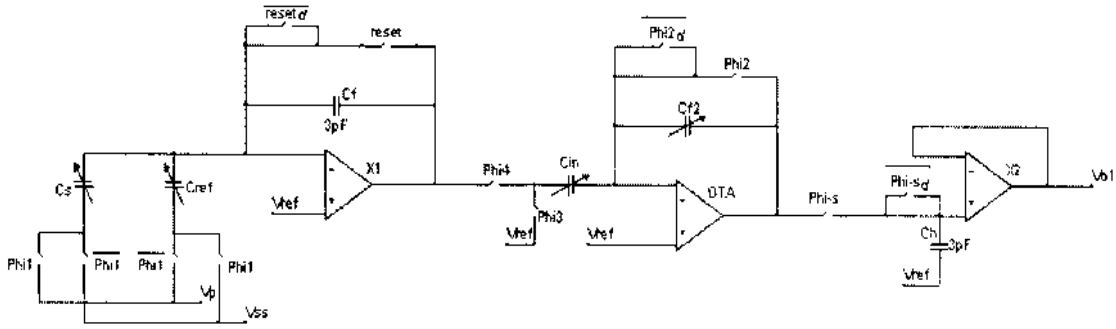 reset d
reset
Cf
3pF
Phi2 d
Phi2
Cf2
Cs
Cref
X1
Vref
Phi4
Cin
Phi3
Vref
OTA
Vref
Phi-s
Phi-s d
X2
Vo1
Ch
3pF
Vref
Phi1
Phi1
Phi1
Phi1
Vp
Vss